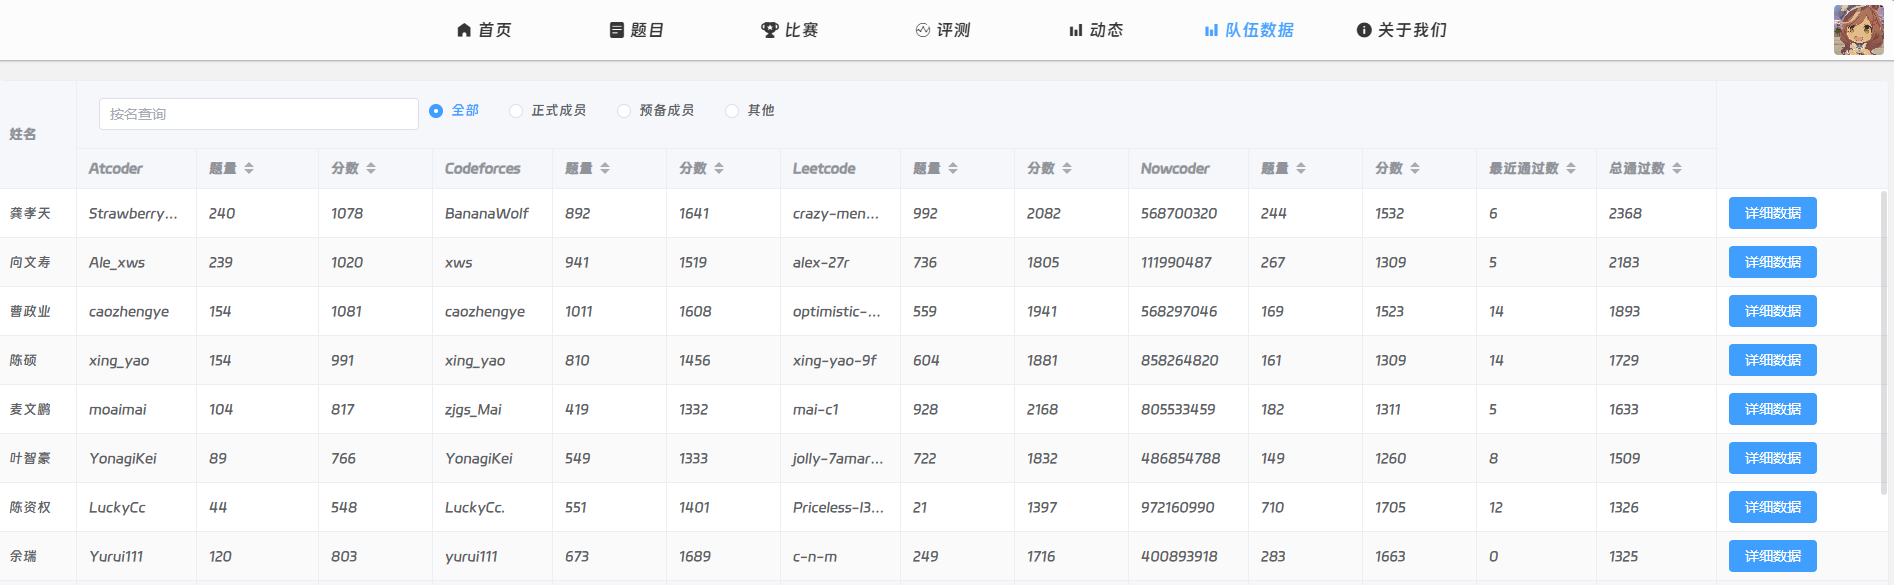 首页 题目 比赛 评测 动态 队伍数据 关于我们
姓名 按名查询 全部 正式成员 预备成员 其他
Atcoder 题量 分数 Codeforces 题量 分数 Leetcode 题量 分数 Nowcoder 题量 分数 最近通过数 总通过数
龚孝天 Strawberry... 240 1078 BananaWolf 892 1641 crazy-men... 992 2082 568700320 244 1532 6 2368 详细数据
向文寿 Ale_xws 239 1020 xws 941 1519 alex-27r 736 1805 111990487 267 1309 5 2183 详细数据
曹政业 caozhengye 154 1081 caozhengye 1011 1608 optimistic-... 559 1941 568297046 169 1523 14 1893 详细数据
陈硕 xing_yao 154 991 xing_yao 810 1456 xing-yao-9f 604 1881 858264820 161 1309 14 1729 详细数据
麦文鹏 moaimai 104 817 zjgs_Mai 419 1332 mai-c1 928 2168 805533459 182 1311 5 1633 详细数据
叶智豪 YonagiKei 89 766 YonagiKei 549 1333 jolly-7amar... 722 1832 486854788 149 1260 8 1509 详细数据
陈资权 LuckyCc 44 548 LuckyCc. 551 1401 Priceless-l3... 21 1397 972160990 710 1705 12 1326 详细数据
余瑞 Yurui111 120 803 yurui111 673 1689 c-n-m 249 1716 400893918 283 1663 0 1325 详细数据